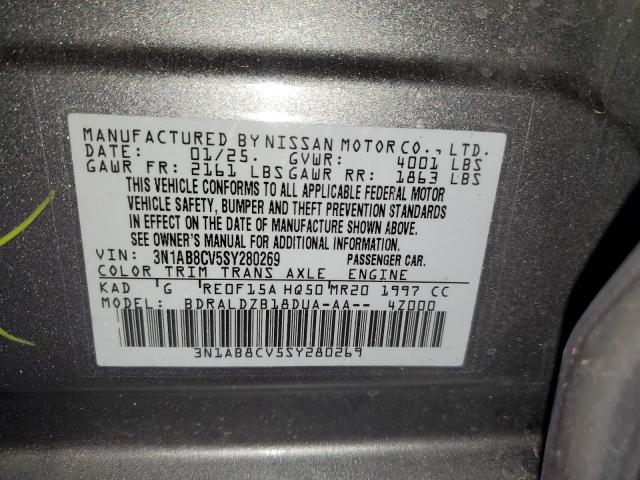 MANUFACTURED BY NISSAN MOTOR CO., LTD.
DATE: 01/25. GVWR: 4001 LBS
GAWR FR: 2161 LBS GAWR RR: 1863 LBS
THIS VEHICLE CONFORMS TO ALL APPLICABLE FEDERAL MOTOR
VEHICLE SAFETY, BUMPER AND THEFT PREVENTION STANDARDS
IN EFFECT ON THE DATE OF MANUFACTURE SHOWN ABOVE.
SEE OWNER'S MANUAL FOR ADDITIONAL INFORMATION.
VIN: 3N1AB8CV5SY280269 PASSENGER CAR.
COLOR TRIM TRANS AXLE ENGINE
KAD G RE0F15A HQ50 MR20 1997 CC
MODEL: BDRALDZB18DUA-AA-- 4Z000
3N1AB8CV5SY280269